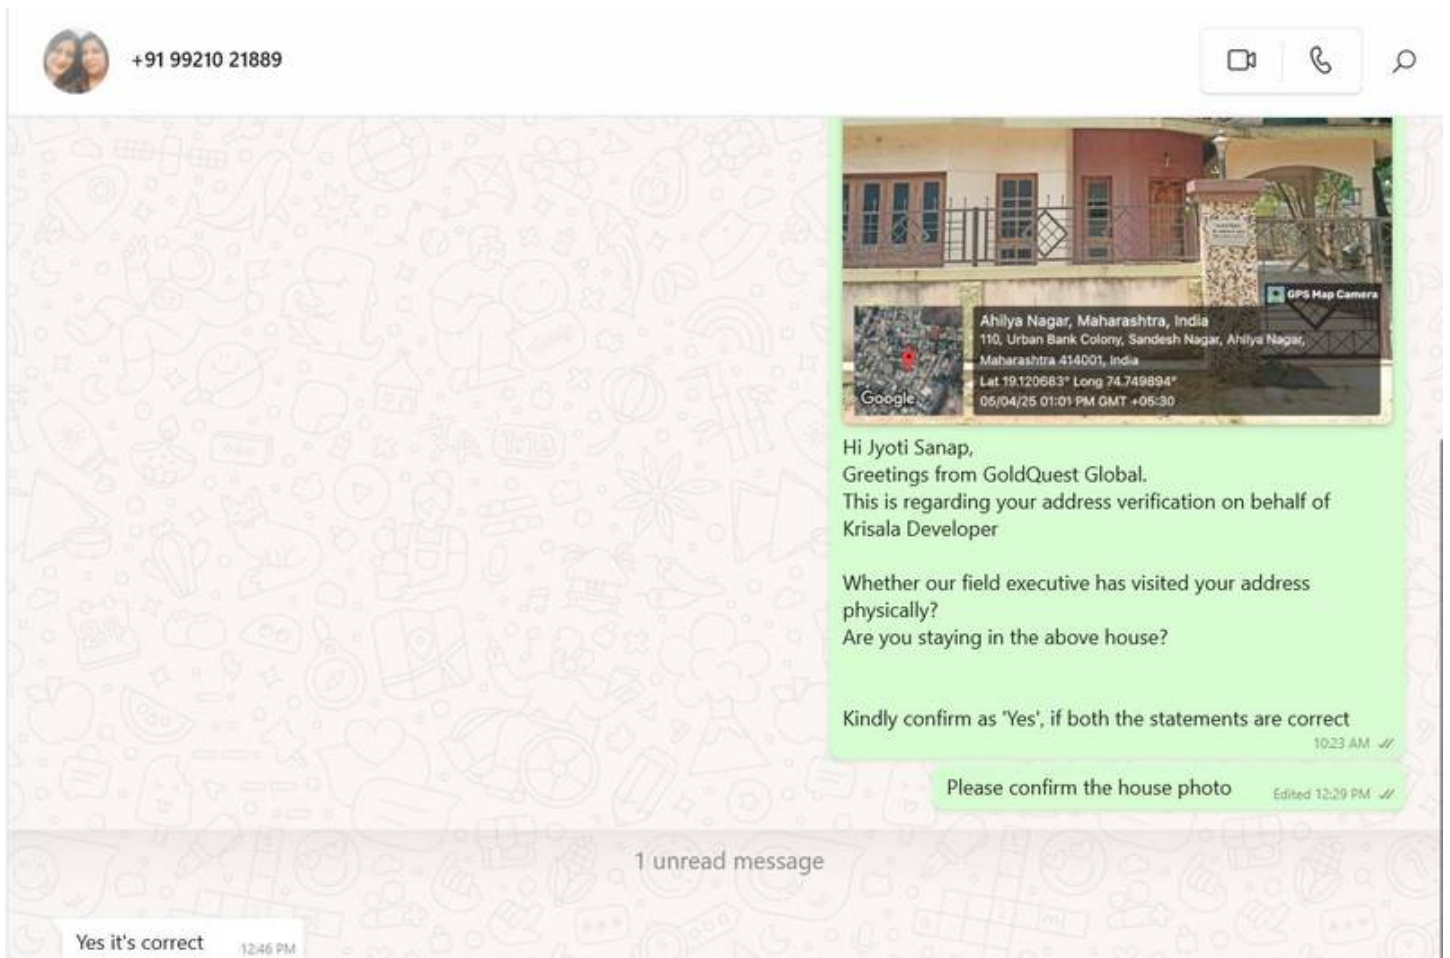 +91 99210 21889
GPS Map Camera
Ahilya Nagar, Maharashtra, India
110, Urban Bank Colony, Sandesh Nagar, Ahilya Nagar,
Maharashtra 414001, India
Lat 19.120683° Long 74.749894°
05/04/25 01:01 PM GMT +05:30
Google
Hi Jyoti Sanap,
Greetings from GoldQuest Global.
This is regarding your address verification on behalf of
Krisala Developer
Whether our field executive has visited your address
physically?
Are you staying in the above house?
Kindly confirm as 'Yes', if both the statements are correct
10:23 AM
Please confirm the house photo
Edited 12:29 PM
1 unread message
Yes it's correct
12:46 PM